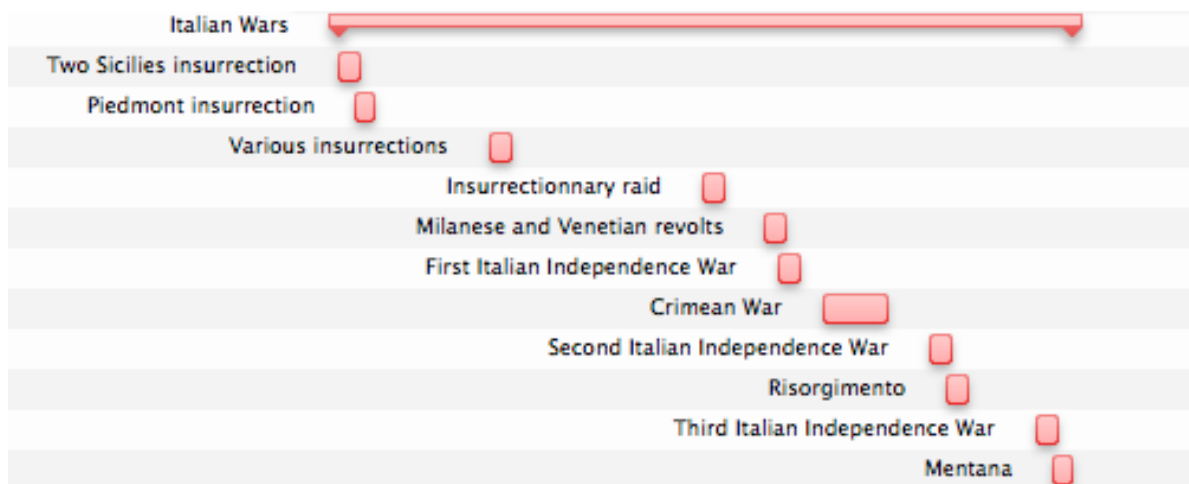 Italian Wars
Two Sicilies insurrection
Piedmont insurrection
Various insurrections
Insurrectionnary raid
Milanese and Venetian revolts
First Italian Independence War
Crimean War
Second Italian Independence War
Risorgimento
Third Italian Independence War
Mentana